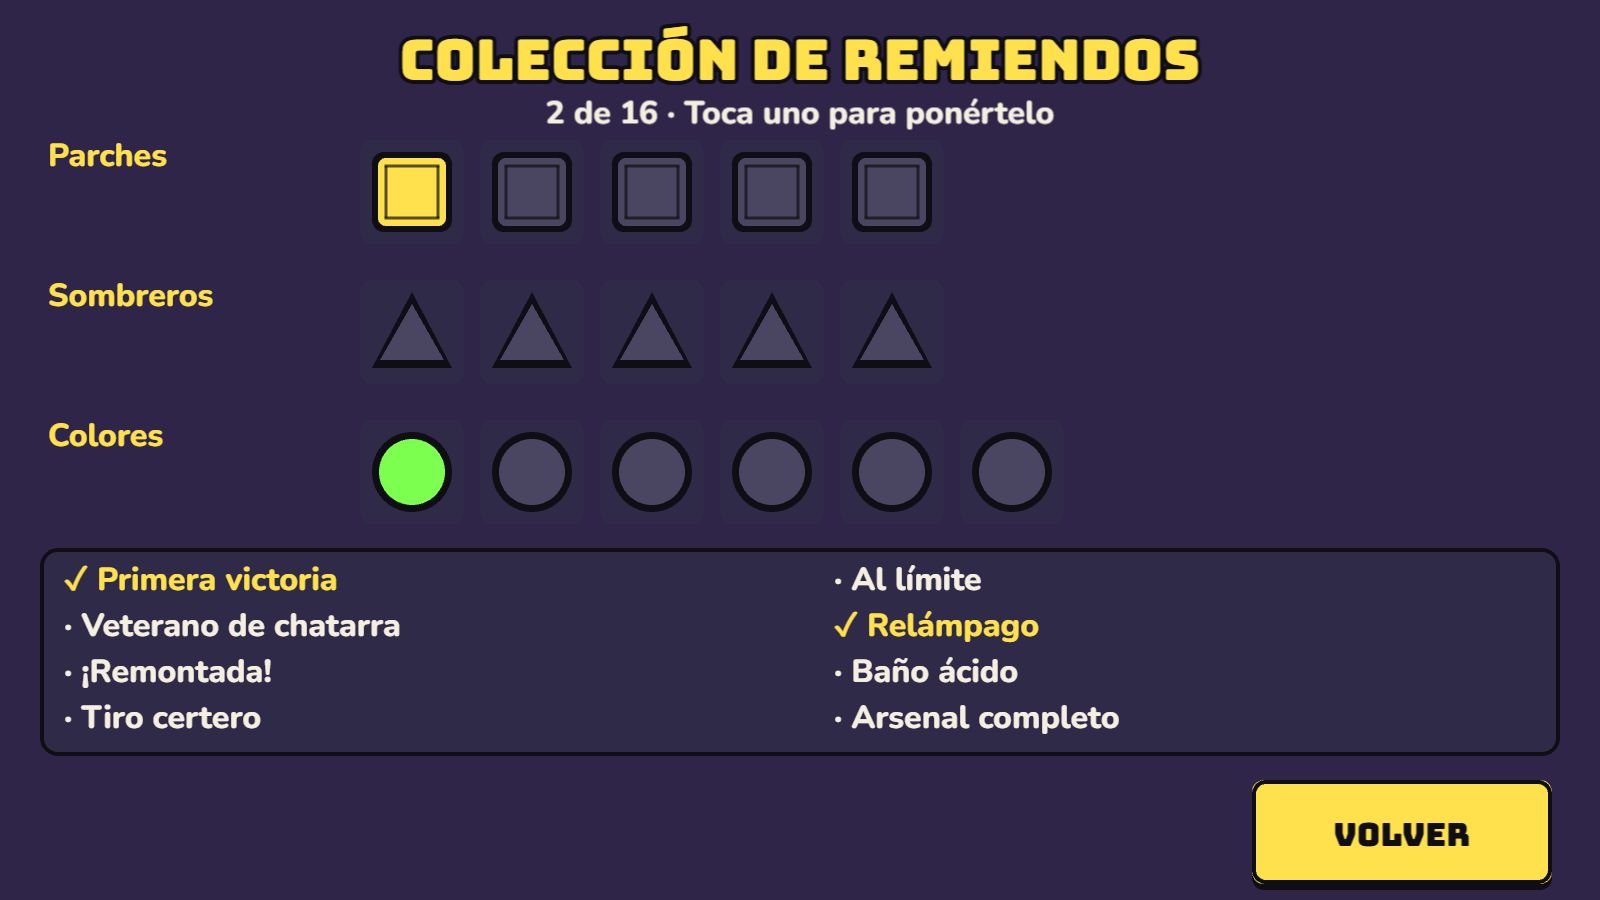 COLECCIÓN DE REMIENDOS
2 de 16 · Toca uno para ponértelo
Parches
Sombreros
Colores
✓ Primera victoria
· Veterano de chatarra
· ¡Remontada!
· Tiro certero
· Al límite
✓ Relámpago
· Baño ácido
· Arsenal completo
VOLVER